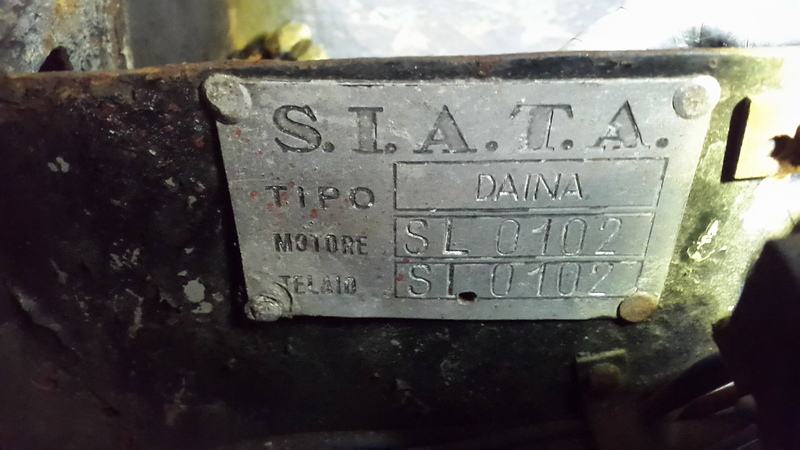 S.I.A.T.A.
TIPO DAINA
MOTORE SL 0102
TELAIO SL 0102